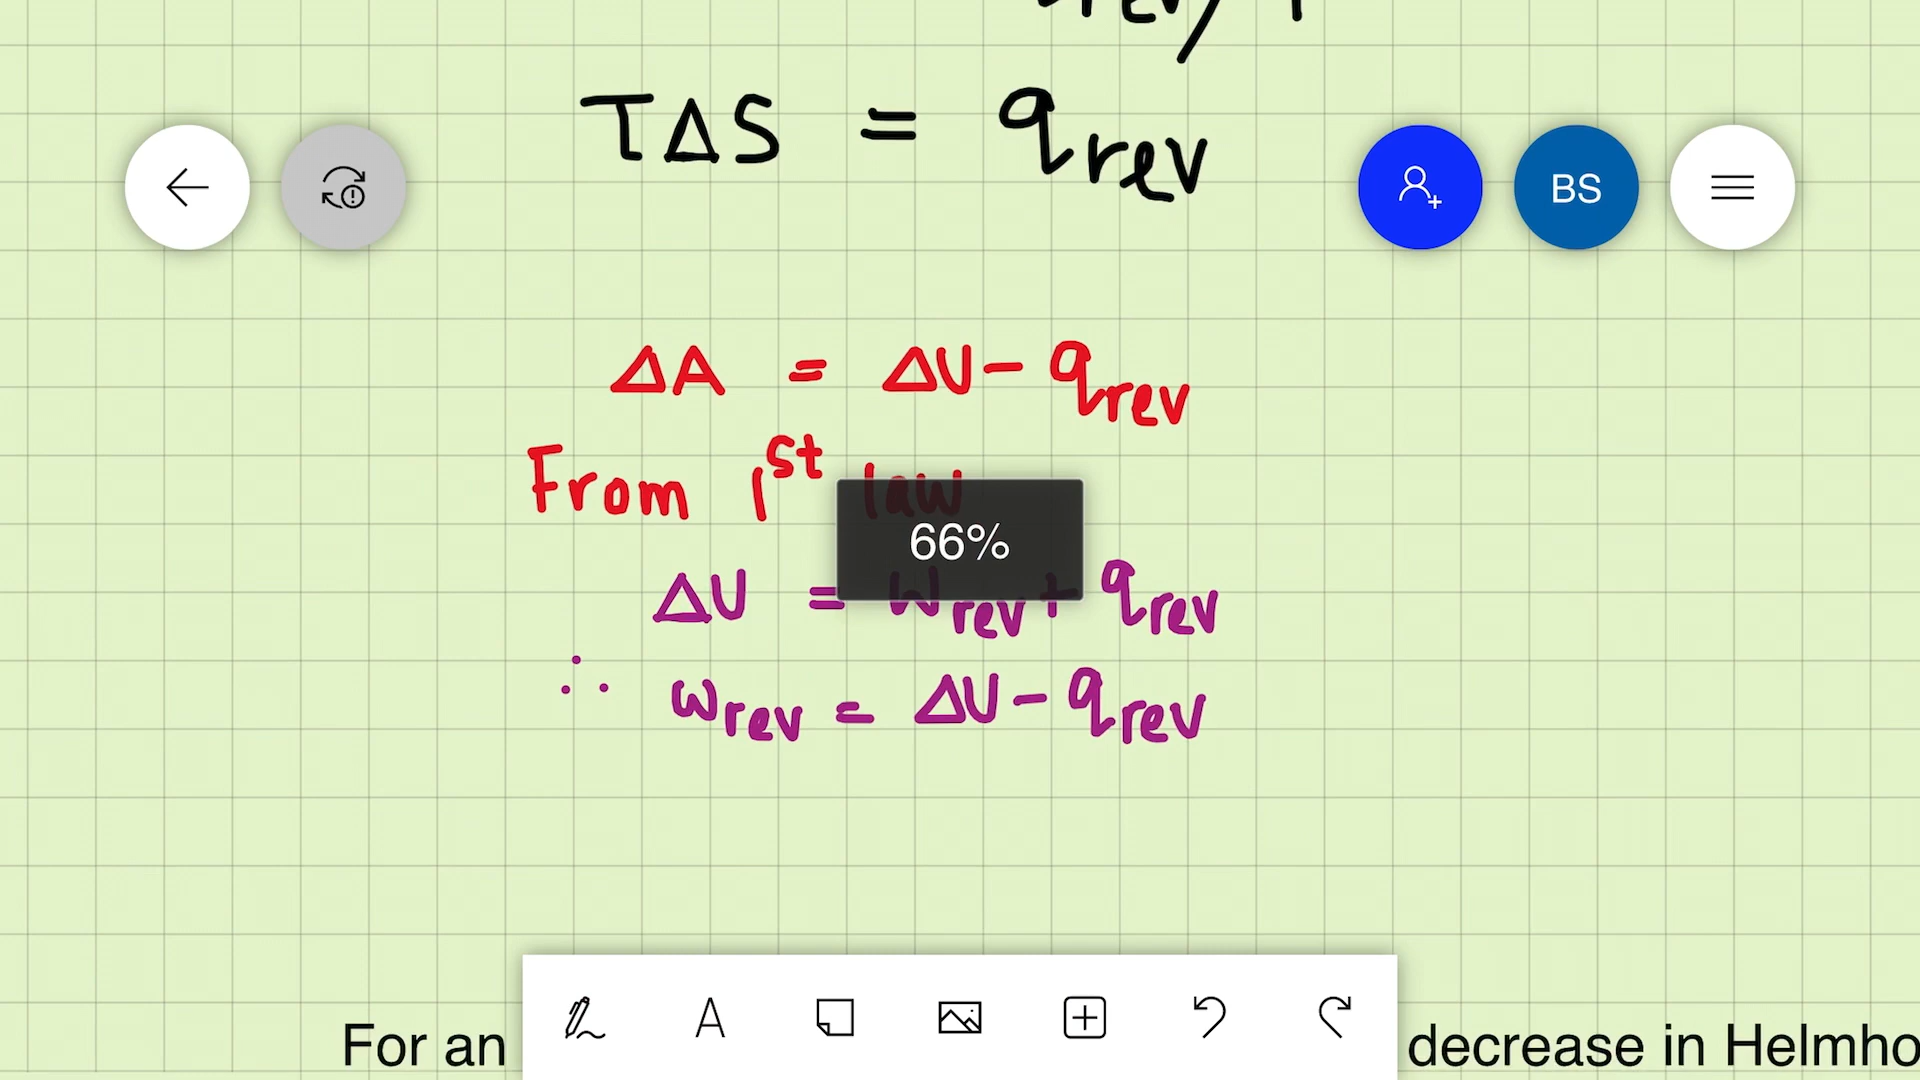 TΔS = qrev
BS
ΔA = ΔU - qrev
From 1st law
66%
ΔU = wrev + qrev
∴ wrev = ΔU - qrev
For an
decrease in Helmho